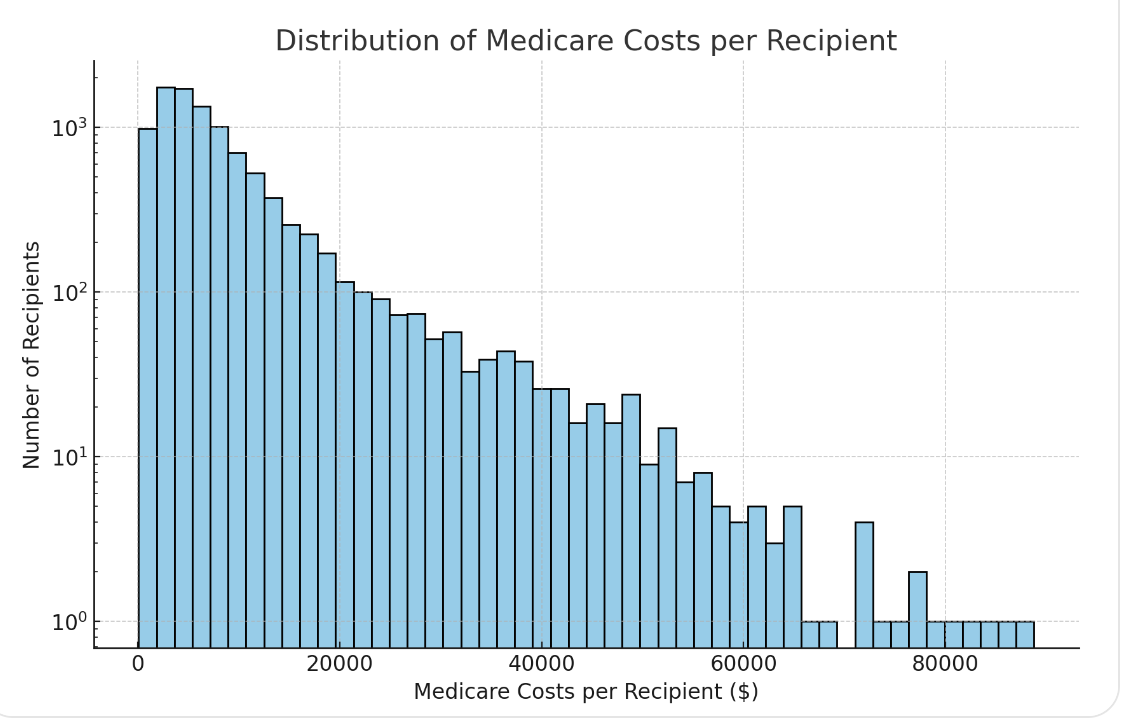 Distribution of Medicare Costs per Recipient
Number of Recipients
10³
10²
10¹
10⁰
0 20000 40000 60000 80000
Medicare Costs per Recipient ($)